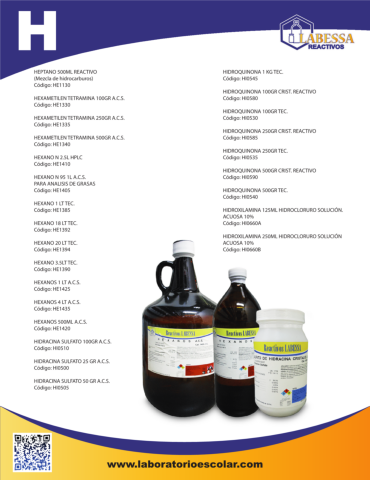 H
LABESSA
REACTIVOS
HEPTANO 500ML REACTIVO
(Mezcla de hidrocarburos)
Código: HE1130
HEXAMETILEN TETRAMINA 100GR A.C.S.
Código: HE1330
HEXAMETILEN TETRAMINA 250GR A.C.S.
Código: HE1335
HEXAMETILEN TETRAMINA 500GR A.C.S.
Código: HE1340
HEXANO N 2.5L HPLC
Código: HE1410
HEXANO N 95 1L A.C.S.
PARA ANALISIS DE GRASAS
Código: HE1405
HEXANO 1 LT TEC.
Código: HE1385
HEXANO 18 LT TEC.
Código: HE1392
HEXANO 20 LT TEC.
Código: HE1394
HEXANO 3.5LT TEC.
Código: HE1390
HEXANOS 1 LT A.C.S
Código: HE1425
HEXANOS 4 LT A.C.S
Código: HE1435
HEXANOS 500ML A.C.S.
Código: HE1420
HIDRACINA SULFATO 100GR A.C.S.
Código: HI0510
HIDRACINA SULFATO 25 GR A.C.S.
Código: HI0500
HIDRACINA SULFATO 50 GR A.C.S.
Código: HI0505
HIDROQUINONA 1 KG TEC.
Código: HI0545
HIDROQUINONA 100GR CRIST. REACTIVO
Código: HI0580
HIDROQUINONA 100GR TEC.
Código: HI0530
HIDROQUINONA 250GR CRIST. REACTIVO
Código: HI0585
HIDROQUINONA 250GR TEC.
Código: HI0535
HIDROQUINONA 500GR CRIST. REACTIVO
Código: HI0590
HIDROQUINONA 500GR TEC.
Código: HI0540
HIDROXILAMINA 125ML HIDROCLORURO SOLUCIÓN.
ACUOSA 10%
Código: HI0660A
HIDROXILAMINA 250ML HIDROCLORURO SOLUCIÓN
ACUOSA 10%
Código: HI0660B
Reactivos LABESSA
Reactivos LABESSA
HEXANOS
Reactivos LABESSA
www.laboratorioescolar.com